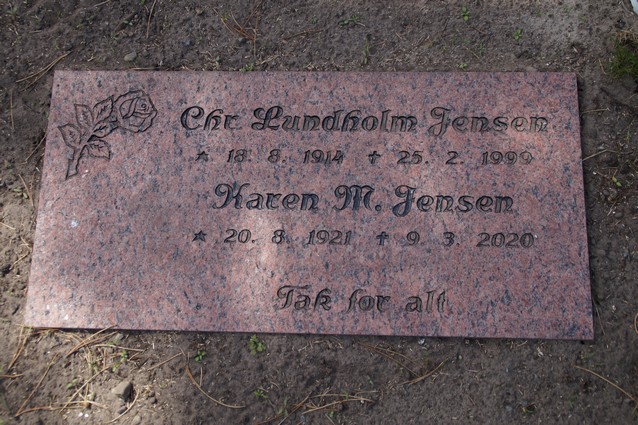 Chr. Lundholm Jensen
* 18. 8. 1914 † 25. 2. 1999
Karen M. Jensen
* 20. 8. 1921 † 9. 3. 2020
Tak for alt